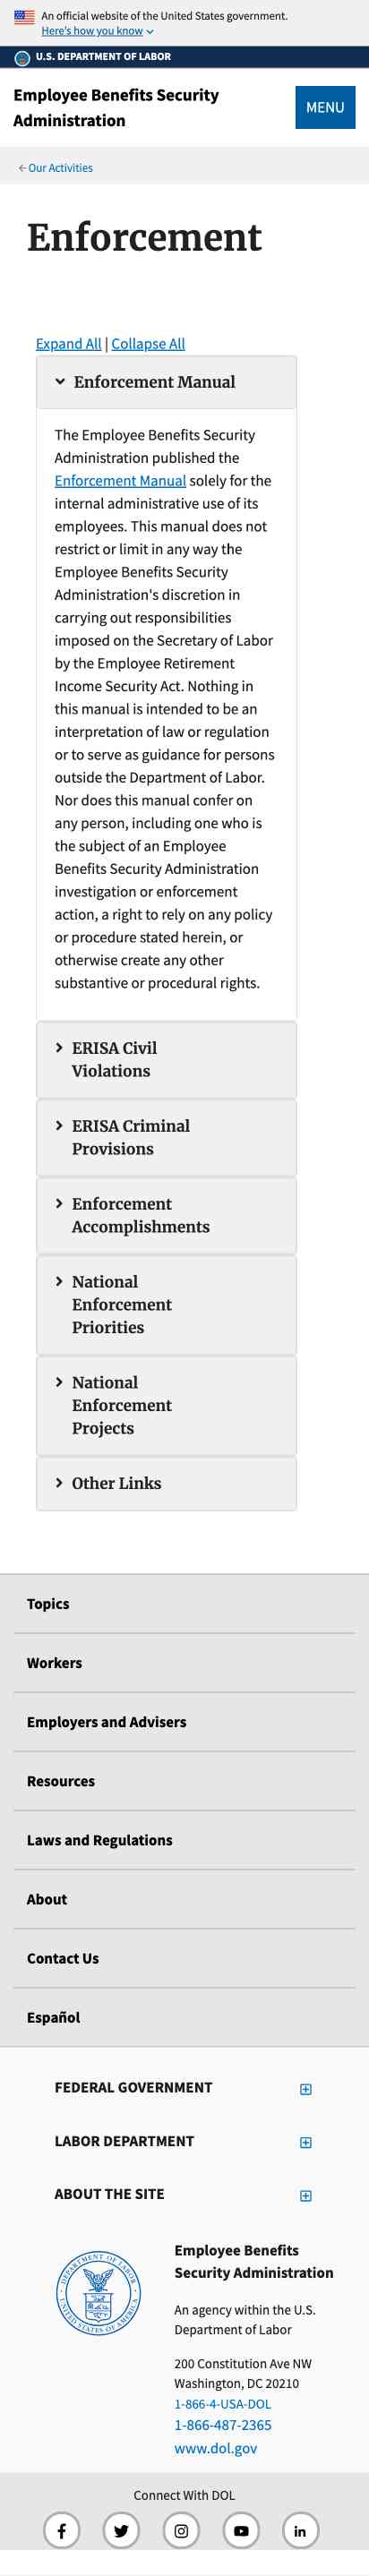 An official website of the United States government.
Here's how you know
U.S. DEPARTMENT OF LABOR
Employee Benefits Security
Administration
MENU
Our Activities
Enforcement
Expand All | Collapse All
Enforcement Manual
The Employee Benefits Security
Administration published the
Enforcement Manual solely for the
internal administrative use of its
employees. This manual does not
restrict or limit in any way the
Employee Benefits Security
Administration's discretion in
carrying out responsibilities
imposed on the Secretary of Labor
by the Employee Retirement
Income Security Act. Nothing in
this manual is intended to be an
interpretation of law or regulation
or to serve as guidance for persons
outside the Department of Labor.
Nor does this manual confer on
any person, including one who is
the subject of an Employee
Benefits Security Administration
investigation or enforcement
action, a right to rely on any policy
or procedure stated herein, or
otherwise create any other
substantive or procedural rights.
ERISA Civil
Violations
ERISA Criminal
Provisions
Enforcement
Accomplishments
National
Enforcement
Priorities
National
Enforcement
Projects
Other Links
Topics
Workers
Employers and Advisers
Resources
Laws and Regulations
About
Contact Us
Español
FEDERAL GOVERNMENT
LABOR DEPARTMENT
ABOUT THE SITE
DEPARTMENT OF LABOR
UNITED STATES OF AMERICA
Employee Benefits
Security Administration
An agency within the U.S.
Department of Labor
200 Constitution Ave NW
Washington, DC 20210
1-866-4-USA-DOL
1-866-487-2365
www.dol.gov
Connect With DOL